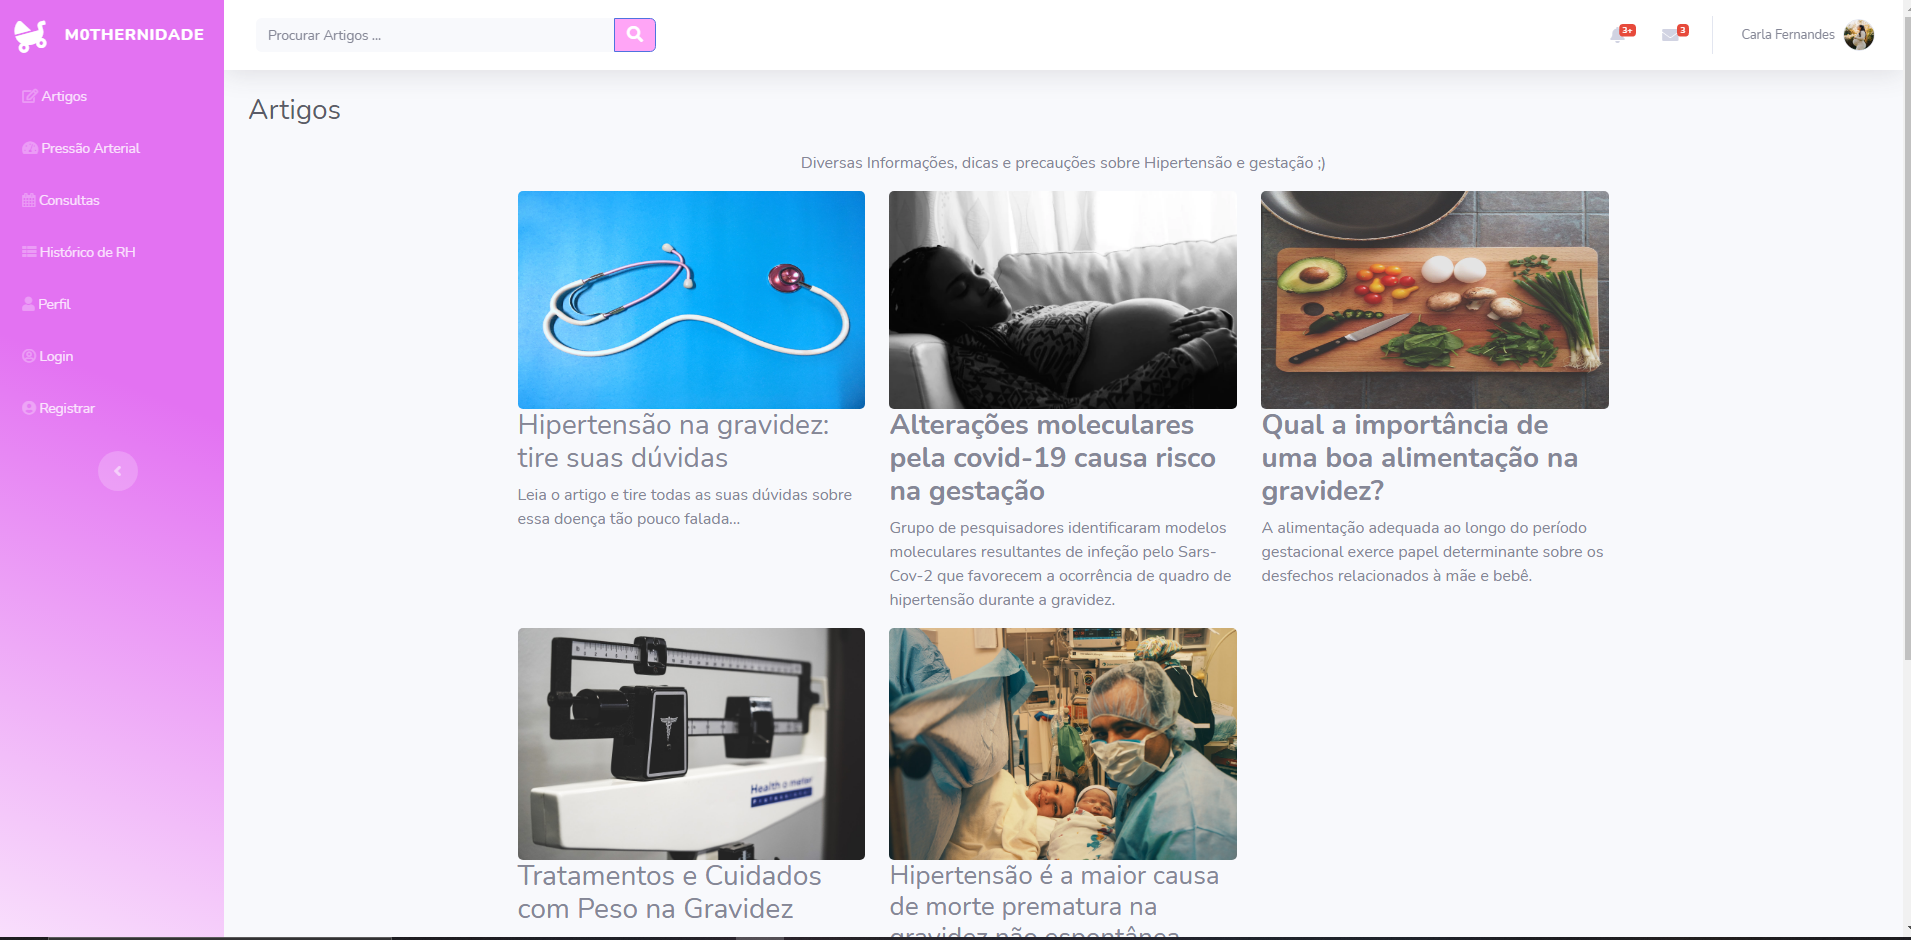 M0THERNIDADE
Procurar Artigos ...
3+
3
Carla Fernandes
Artigos
Pressão Arterial
Consultas
Histórico de RH
Perfil
Login
Registrar
Artigos
Diversas Informações, dicas e precauções sobre Hipertensão e gestação ;)
Hipertensão na gravidez:
tire suas dúvidas
Leia o artigo e tire todas as suas dúvidas sobre
essa doença tão pouco falada...
Alterações moleculares
pela covid-19 causa risco
na gestação
Grupo de pesquisadores identificaram modelos
moleculares resultantes de infeção pelo Sars-
Cov-2 que favorecem a ocorrência de quadro de
hipertensão durante a gravidez.
Qual a importância de
uma boa alimentação na
gravidez?
A alimentação adequada ao longo do período
gestacional exerce papel determinante sobre os
desfechos relacionados à mãe e bebê.
Health o meter
Professional
Tratamentos e Cuidados
com Peso na Gravidez
Hipertensão é a maior causa
de morte prematura na
gravidez não espontânea